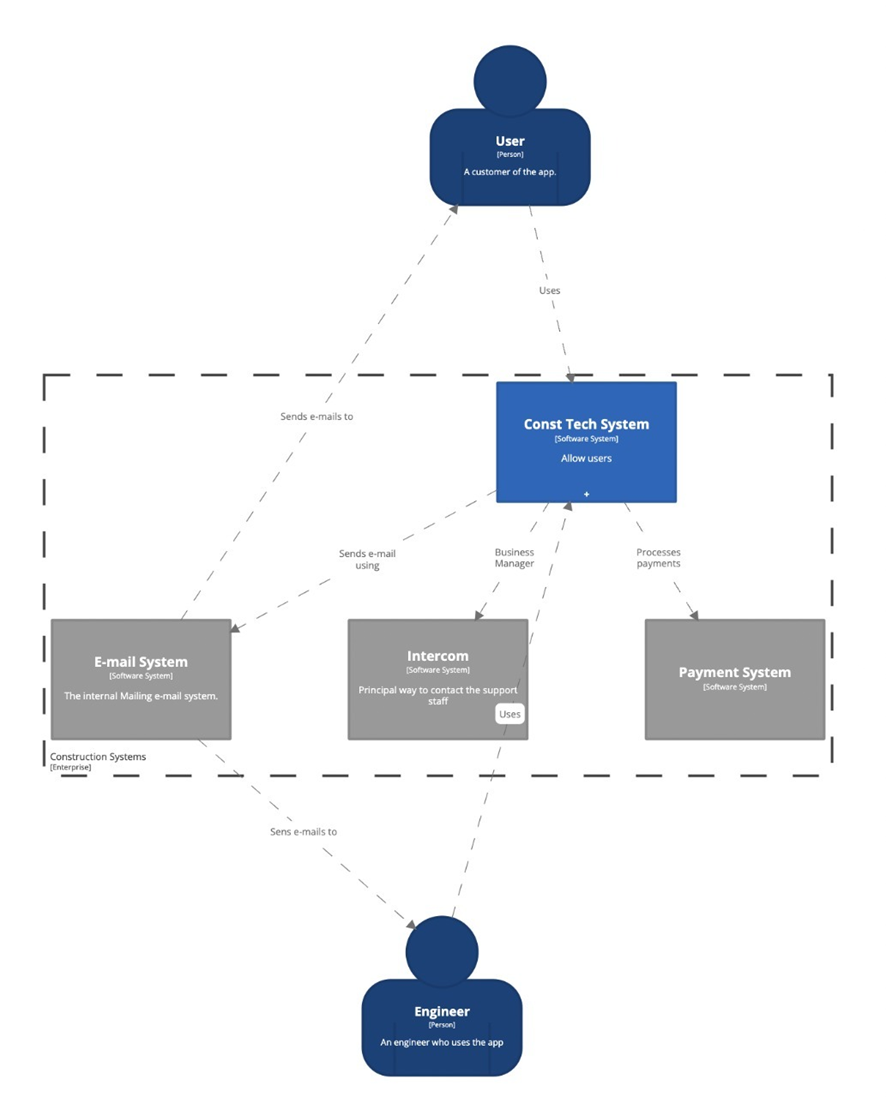 User
[Person]
A customer of the app.
Uses
Sends e-mails to
Const Tech System
[Software System]
Allow users
+
Sends e-mail
using
Business
Manager
Processes
payments
E-mail System
[Software System]
The internal Mailing e-mail system.
Intercom
[Software System]
Principal way to contact the support
staff
Uses
Payment System
[Software System]
Construction Systems
[Enterprise]
Sens e-mails to
Engineer
[Person]
An engineer who uses the app